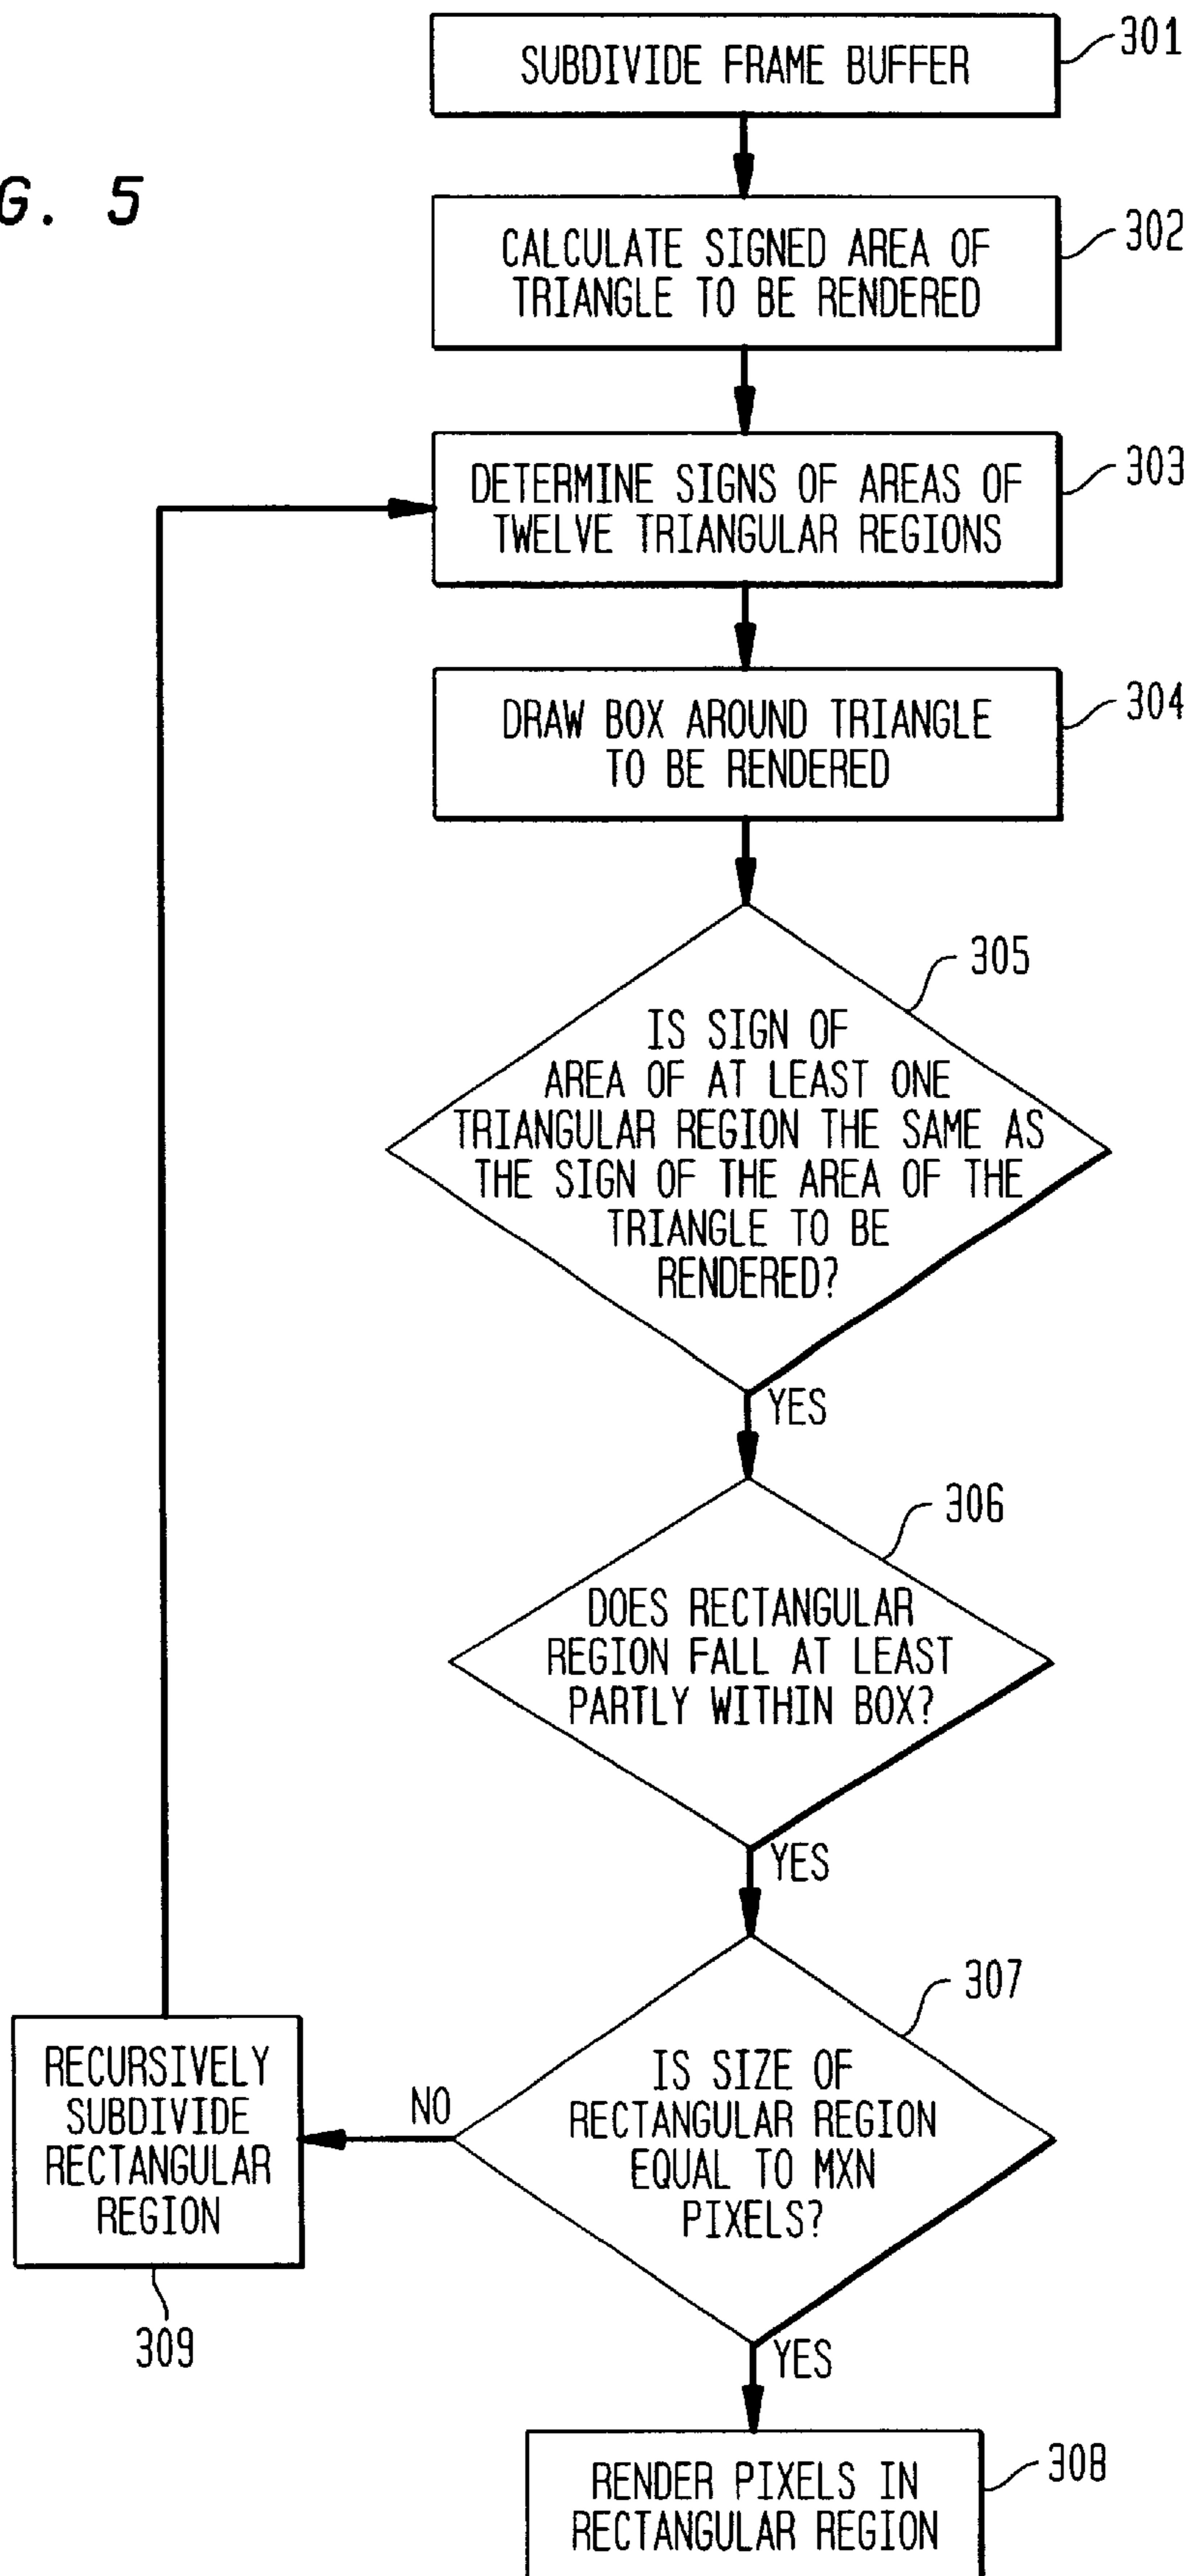 SUBDIVIDE FRAME BUFFER
301
G. 5
CALCULATE SIGNED AREA OF
TRIANGLE TO BE RENDERED
302
DETERMINE SIGNS OF AREAS OF
TWELVE TRIANGULAR REGIONS
303
DRAW BOX AROUND TRIANGLE
TO BE RENDERED
304
305
IS SIGN OF
AREA OF AT LEAST ONE
TRIANGULAR REGION THE SAME AS
THE SIGN OF THE AREA OF THE
TRIANGLE TO BE
RENDERED?
YES
306
DOES RECTANGULAR
REGION FALL AT LEAST
PARTLY WITHIN BOX?
YES
307
IS SIZE OF
RECTANGULAR REGION
EQUAL TO MXN
PIXELS?
NO
RECURSIVELY
SUBDIVIDE
RECTANGULAR
REGION
309
YES
308
RENDER PIXELS IN
RECTANGULAR REGION